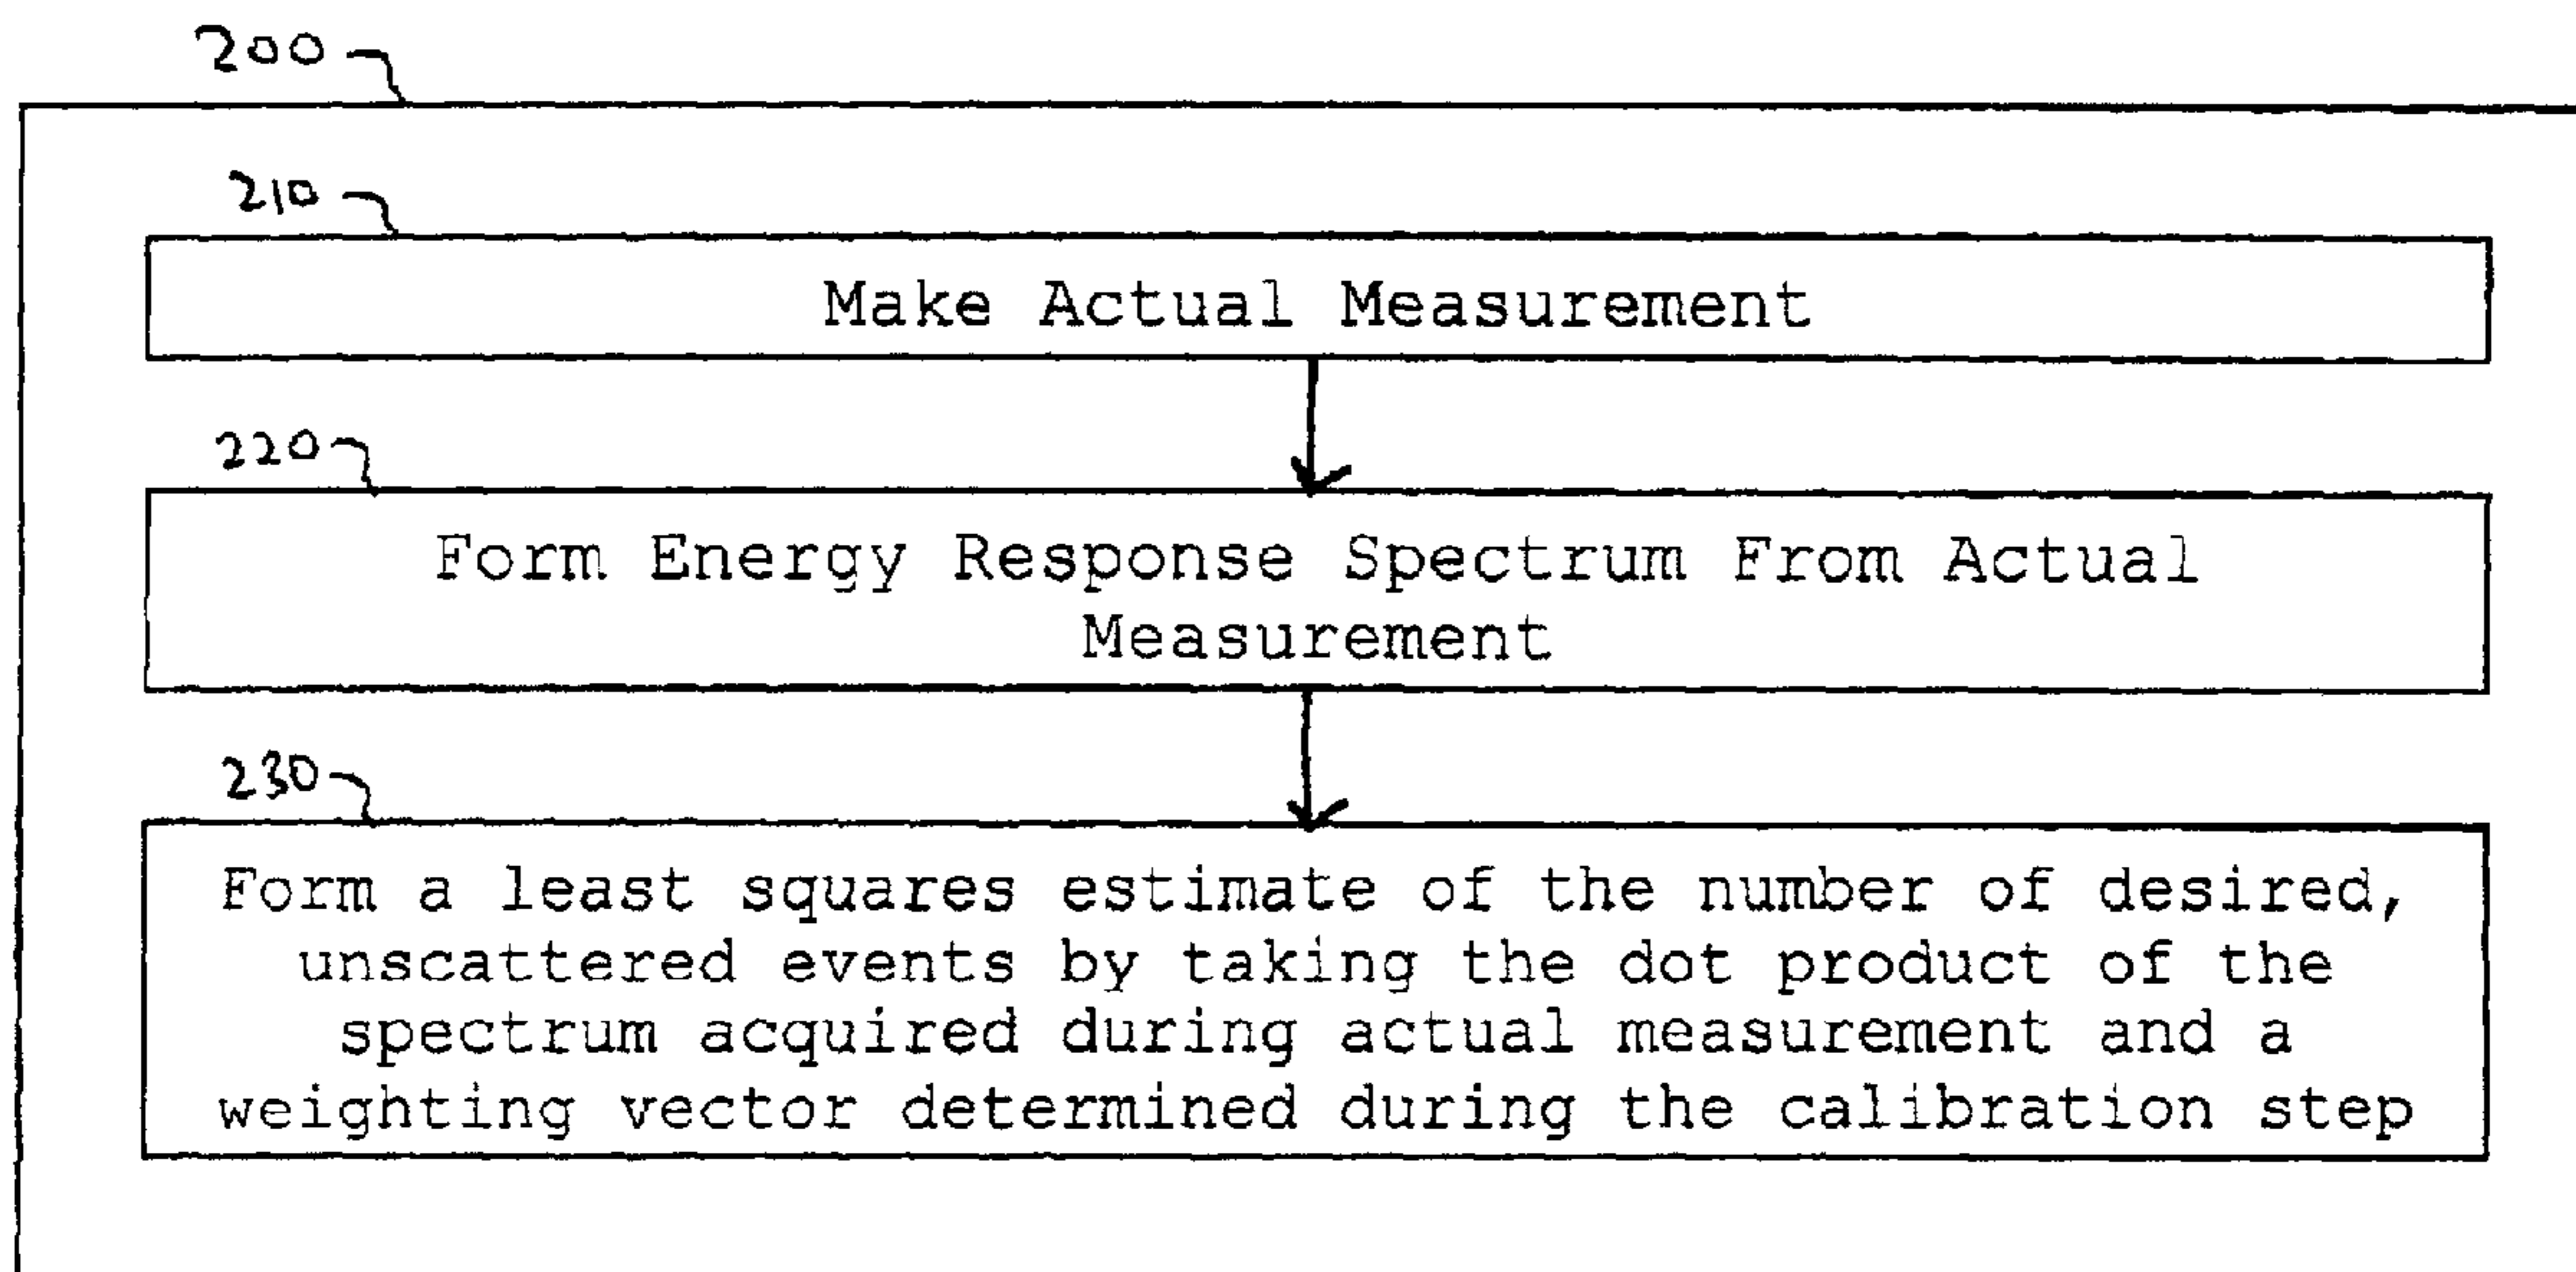 200
210
Make Actual Measurement
220
Form Energy Response Spectrum From Actual
Measurement
230
Form a least squares estimate of the number of desired,
unscattered events by taking the dot product of the
spectrum acquired during actual measurement and a
weighting vector determined during the calibration step